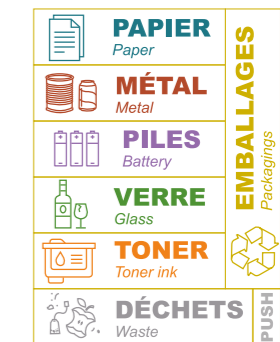 PAPIER
Paper
MÉTAL
Metal
PILES
Battery
VERRE
Glass
TONER
Toner ink
DÉCHETS
Waste
EMBALLAGES
Packagings
PUSH